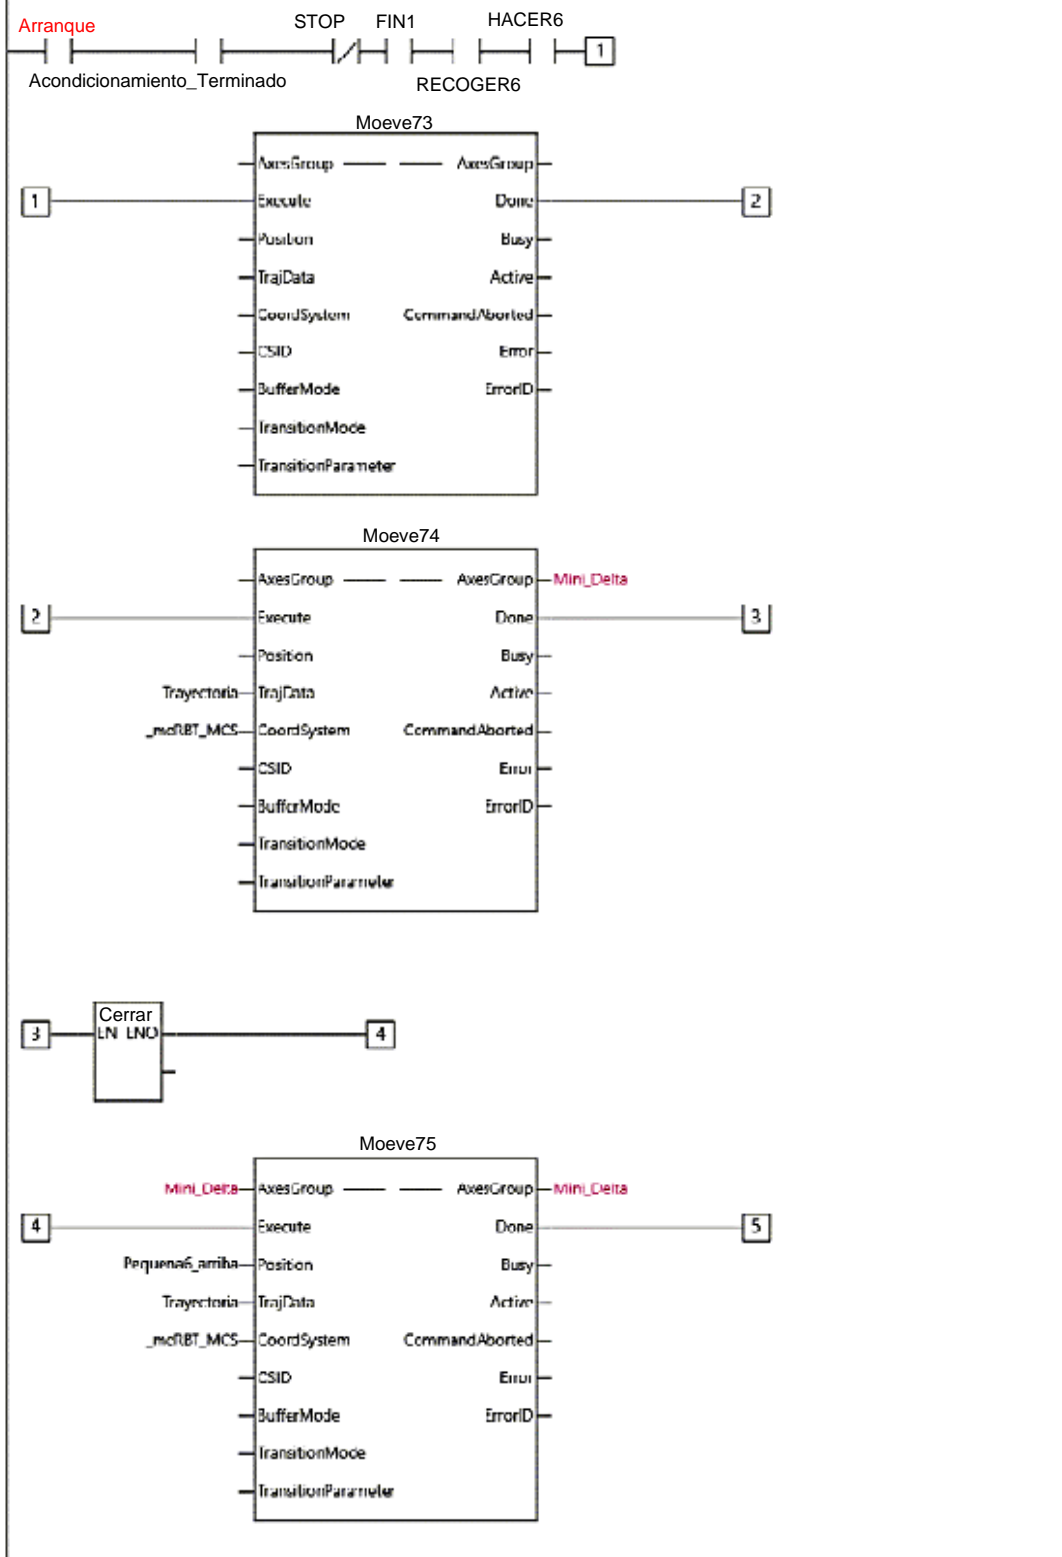 Arranque
STOP FIN1 HACER6
1
Acondicionamiento_Terminado RECOGER6
Moeve73
AxesGroup AxesGroup
1 Execute Done 2
Position Busy
TrajData Active
CoordSystem CommandAborted
CSID Error
BufferMode ErrorID
TransitionMode
TransitionParameter
Moeve74
AxesGroup AxesGroup Mini_Delta
2 Execute Done 3
Position Busy
Trayectoria TrajData Active
_mcRBT_MCS CoordSystem CommandAborted
CSID Error
BufferMode ErrorID
TransitionMode
TransitionParameter
Cerrar
3 EN ENO 4
Moeve75
Mini_Delta AxesGroup AxesGroup Mini_Delta
4 Execute Done 5
Pequena6_arriba Position Busy
Trayectoria TrajData Active
_mcRBT_MCS CoordSystem CommandAborted
CSID Error
BufferMode ErrorID
TransitionMode
TransitionParameter